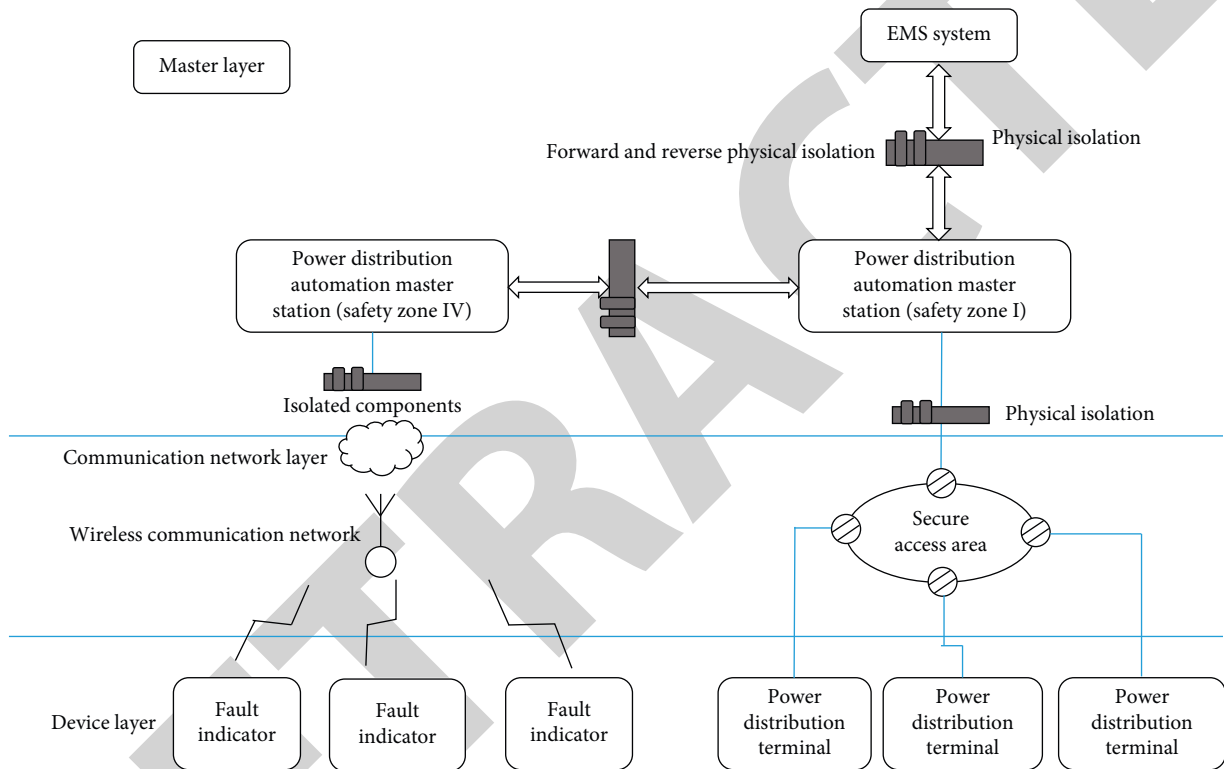 EMS system
Master layer
Physical isolation
Forward and reverse physical isolation
Power distribution
automation master
station (safety zone IV)
Power distribution
automation master
station (safety zone I)
Isolated components
Physical isolation
Communication network layer
Wireless communication network
Secure
access area
Device layer
Fault
indicator
Fault
indicator
Fault
indicator
Power
distribution
terminal
Power
distribution
terminal
Power
distribution
terminal
TRACTE